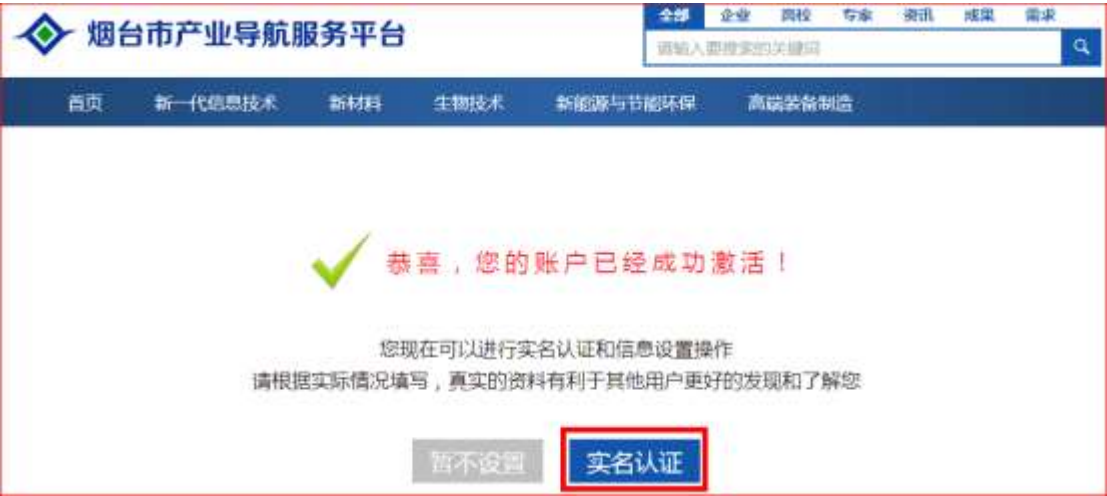 烟台市产业导航服务平台
全部 企业 高校 专家 资讯 成果 需求
请输入要搜索的关键词
首页 新一代信息技术 新材料 生物技术 新能源与节能环保 高端装备制造
恭喜，您的账户已经成功激活！
您现在可以进行实名认证和信息设置操作
请根据实际情况填写，真实的资料有利于其他用户更好的发现和了解您
暂不设置 实名认证